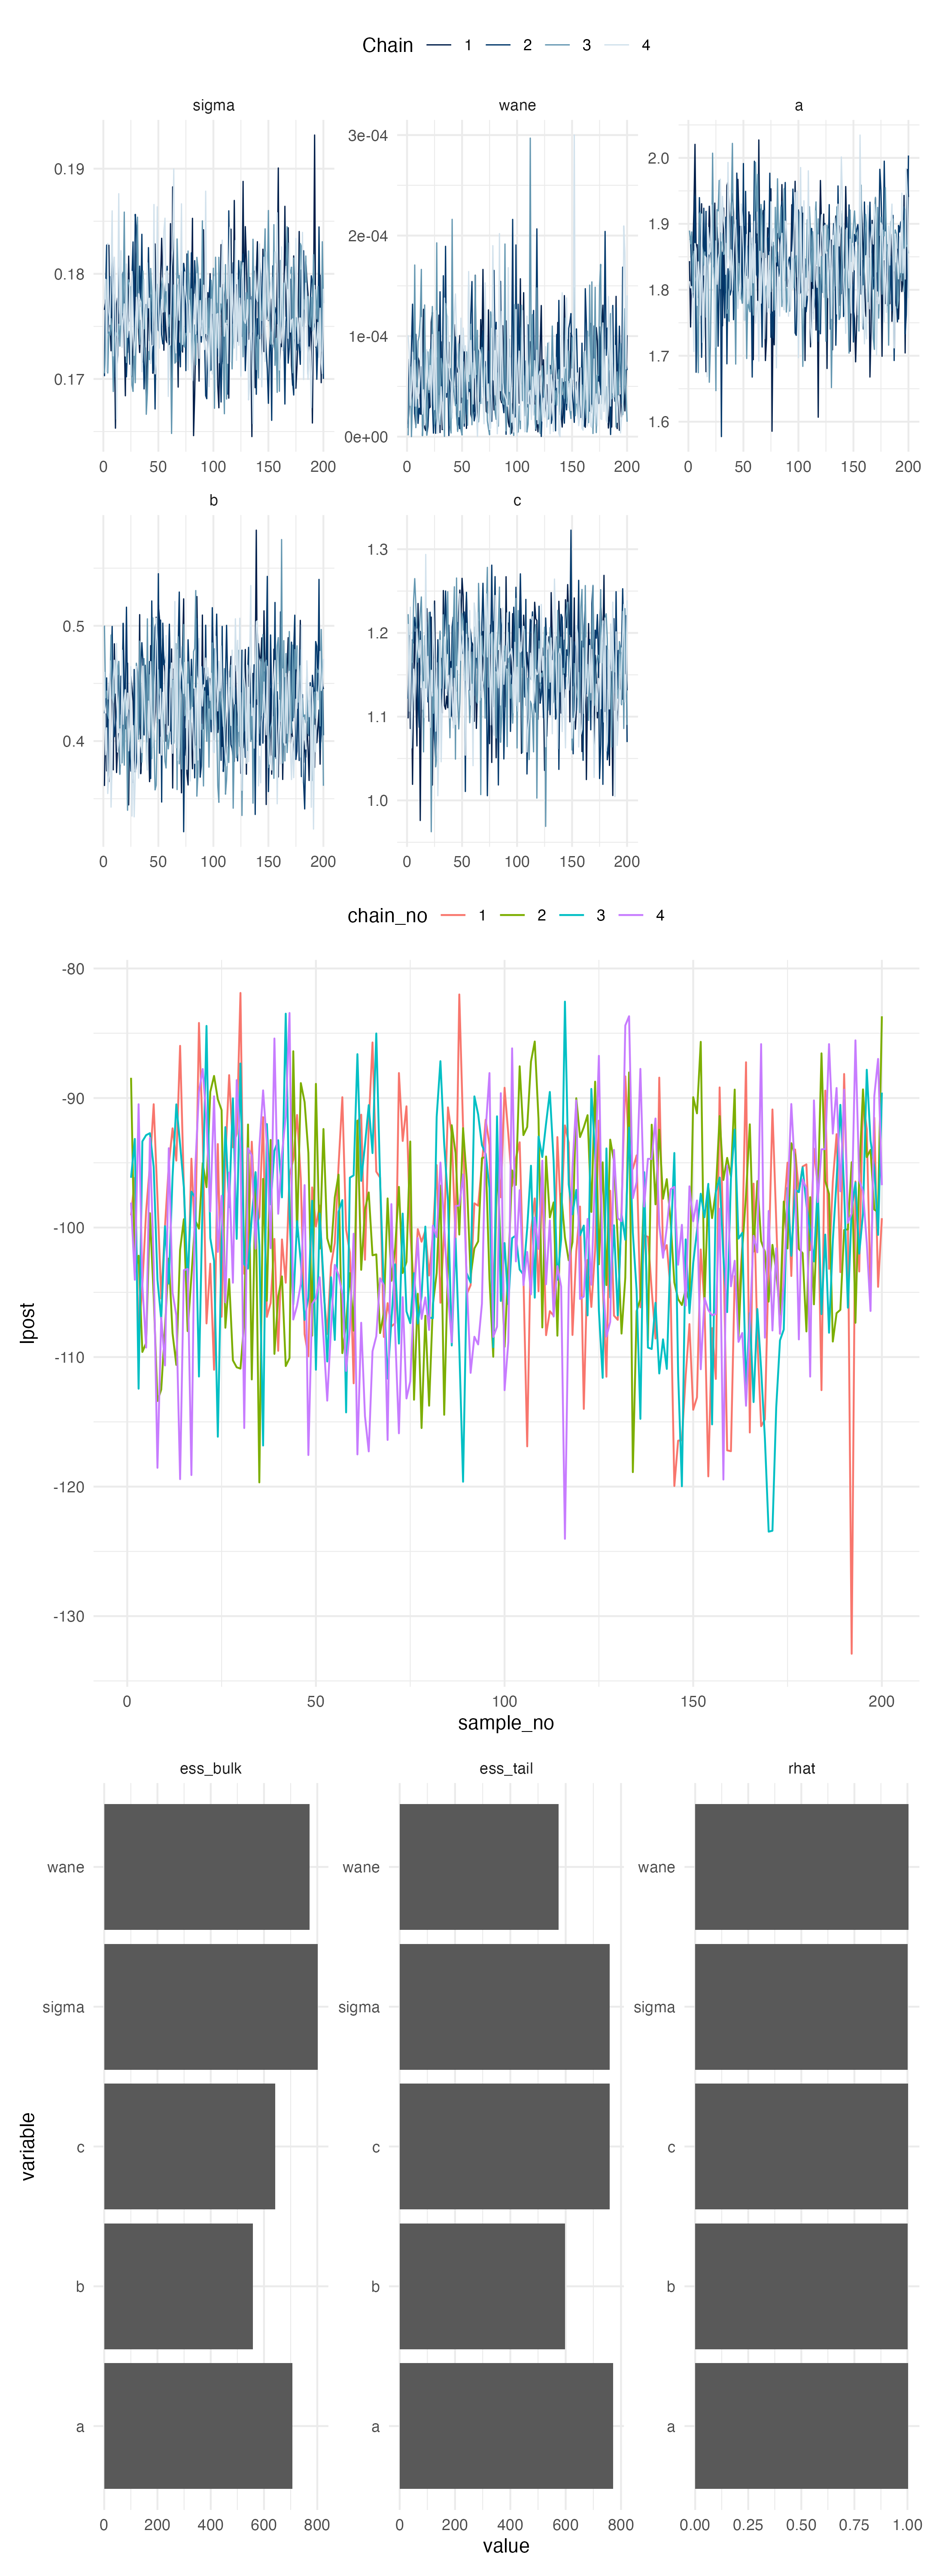 Chain 1 2 3 4
sigma wane a
0.19
0.18
0.17
3e-04
2e-04
1e-04
0e+00
2.0
1.9
1.8
1.7
1.6
0 50 100 150 200 0 50 100 150 200 0 50 100 150 200
b c
0.5
0.4
1.3
1.2
1.1
1.0
0 50 100 150 200 0 50 100 150 200
chain_no 1 2 3 4
lpost
-80
-90
-100
-110
-120
-130
0 50 100 150 200
sample_no
ess_bulk ess_tail rhat
variable
wane wane wane
sigma sigma sigma
c c c
b b b
a a a
0 200 400 600 800 0 200 400 600 800 0.00 0.25 0.50 0.75 1.00
value